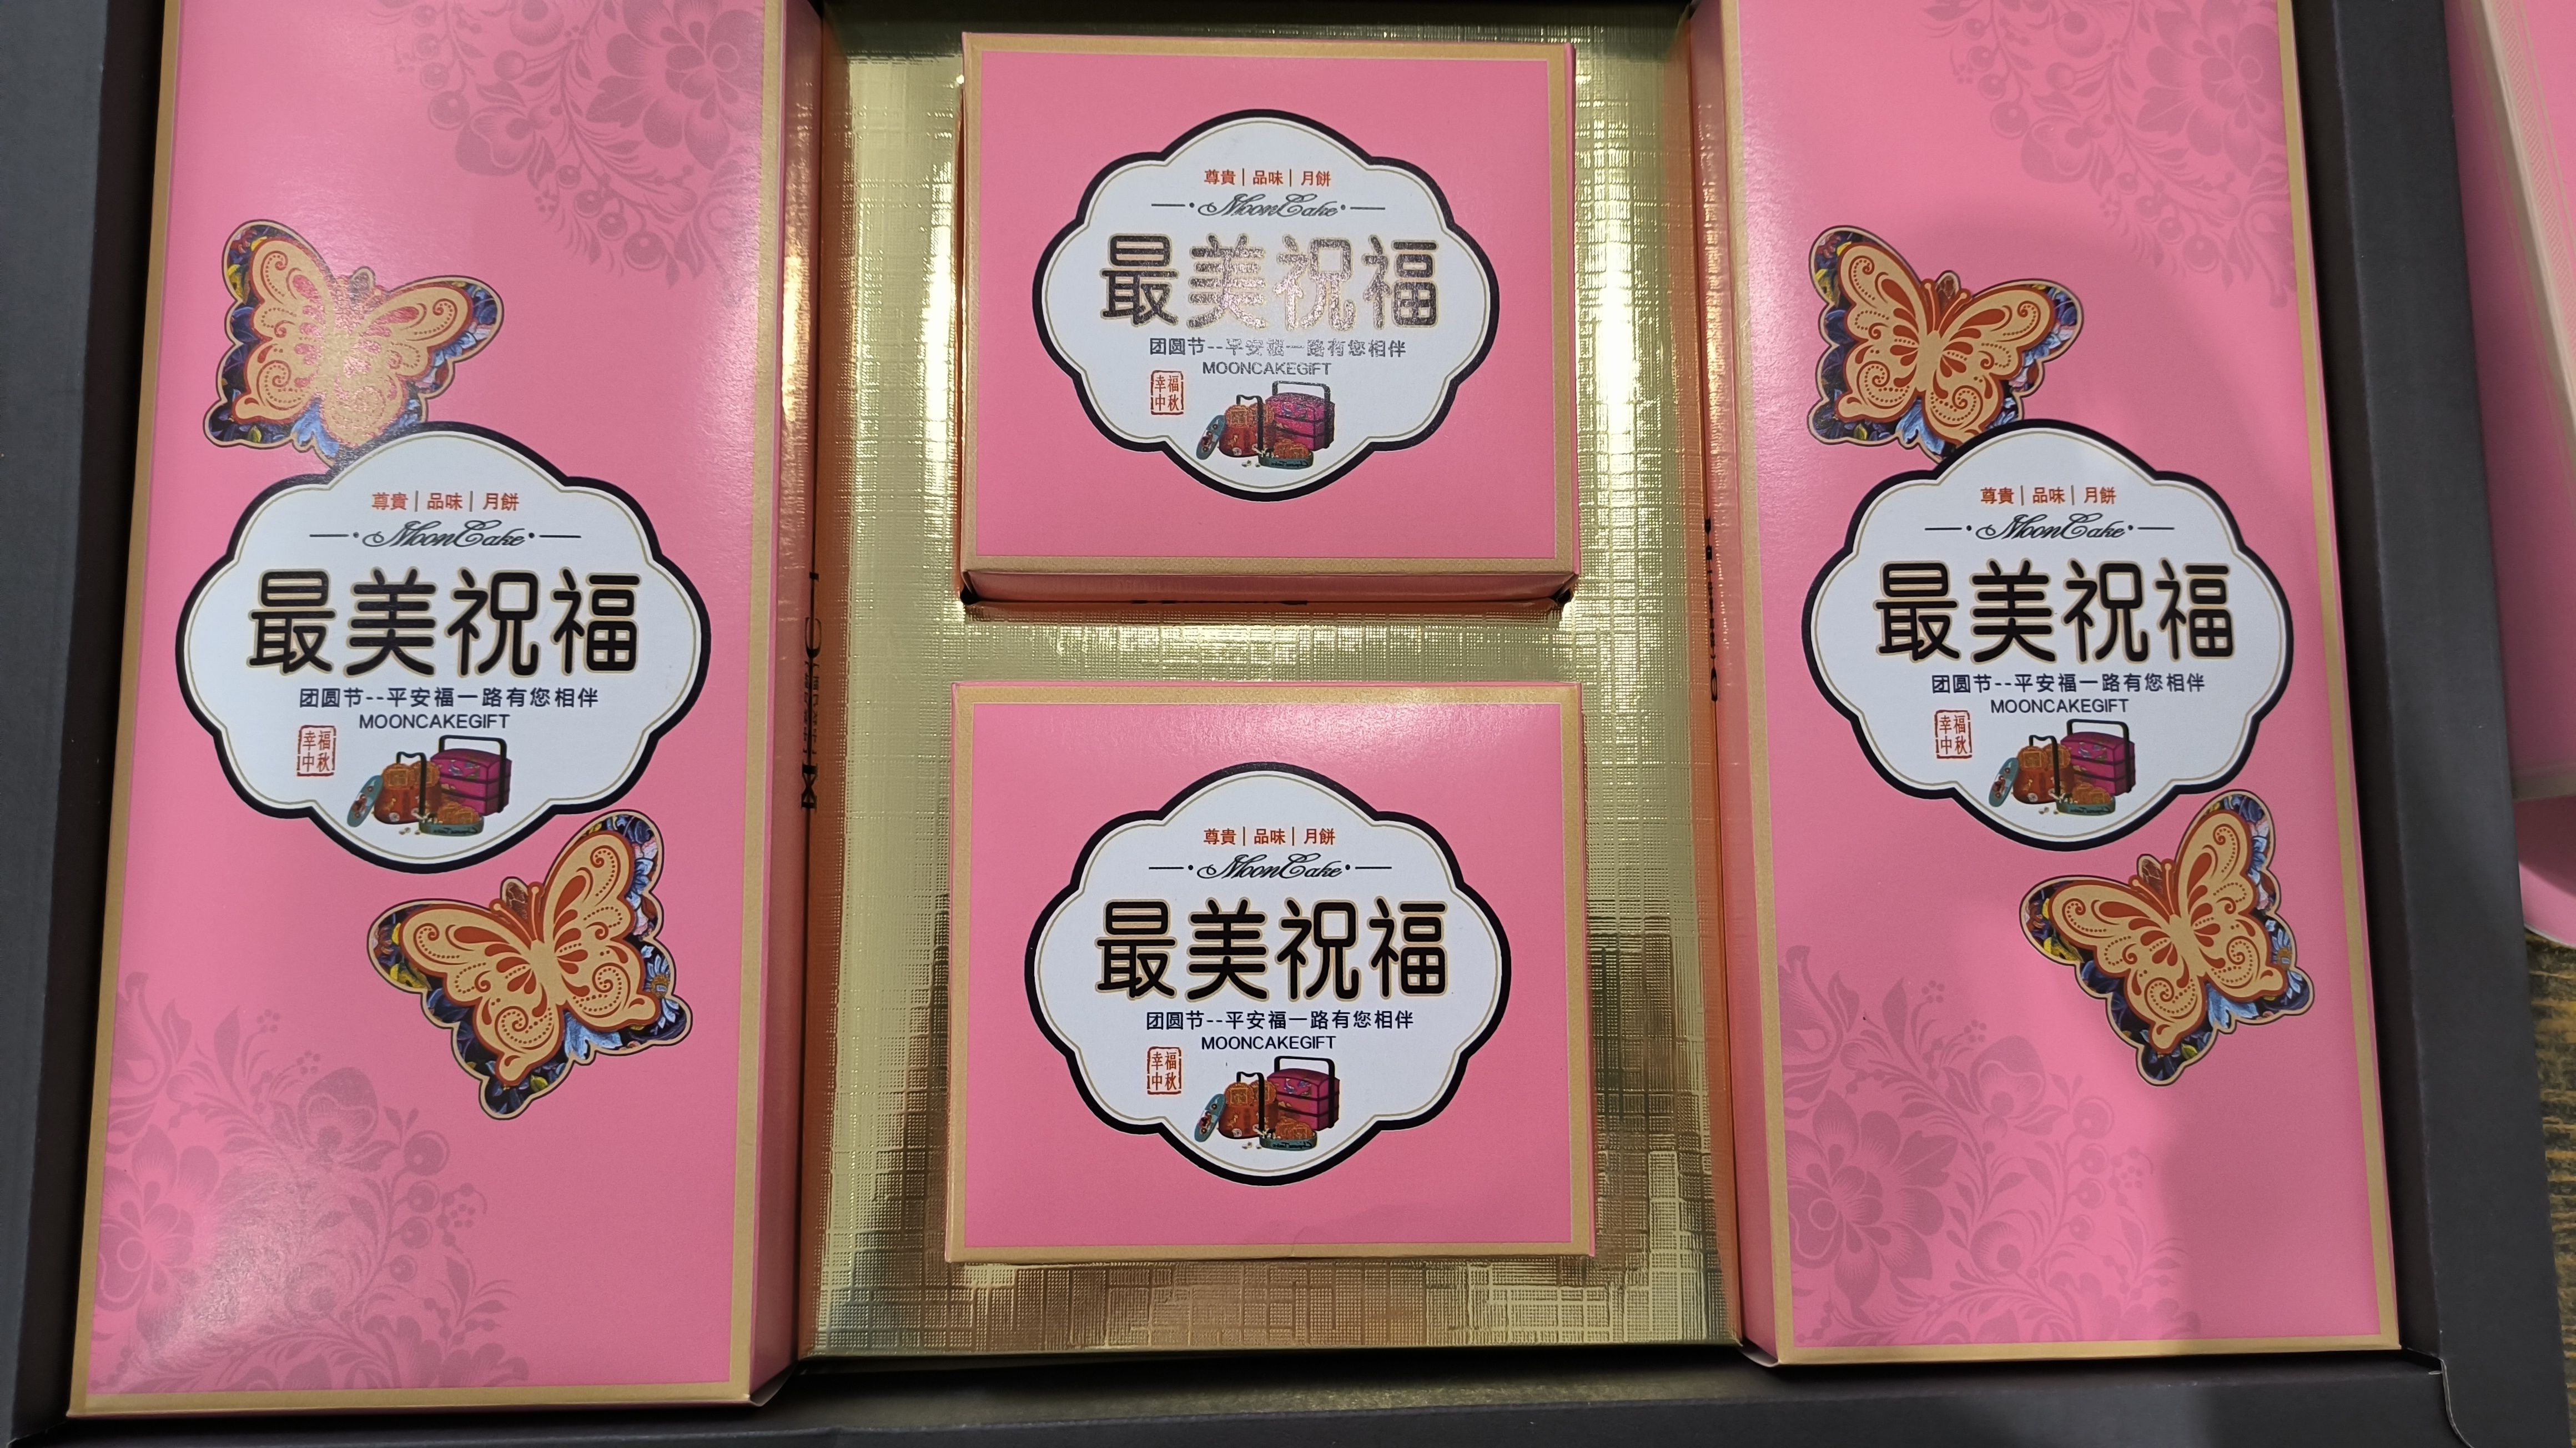 尊貴|品味|月餅
MoonCake
最美祝福
团圆节--平安福一路有您相伴
MOONCAKEGIFT
幸福
中秋
尊貴|品味|月餅
MoonCake
最美祝福
团圆节--平安福一路有您相伴
MOONCAKEGIFT
幸福
中秋
尊貴|品味|月餅
MoonCake
最美祝福
团圆节--平安福一路有您相伴
MOONCAKEGIFT
幸福
中秋
尊貴|品味|月餅
MoonCake
最美祝福
团圆节--平安福一路有您相伴
MOONCAKEGIFT
幸福
中秋